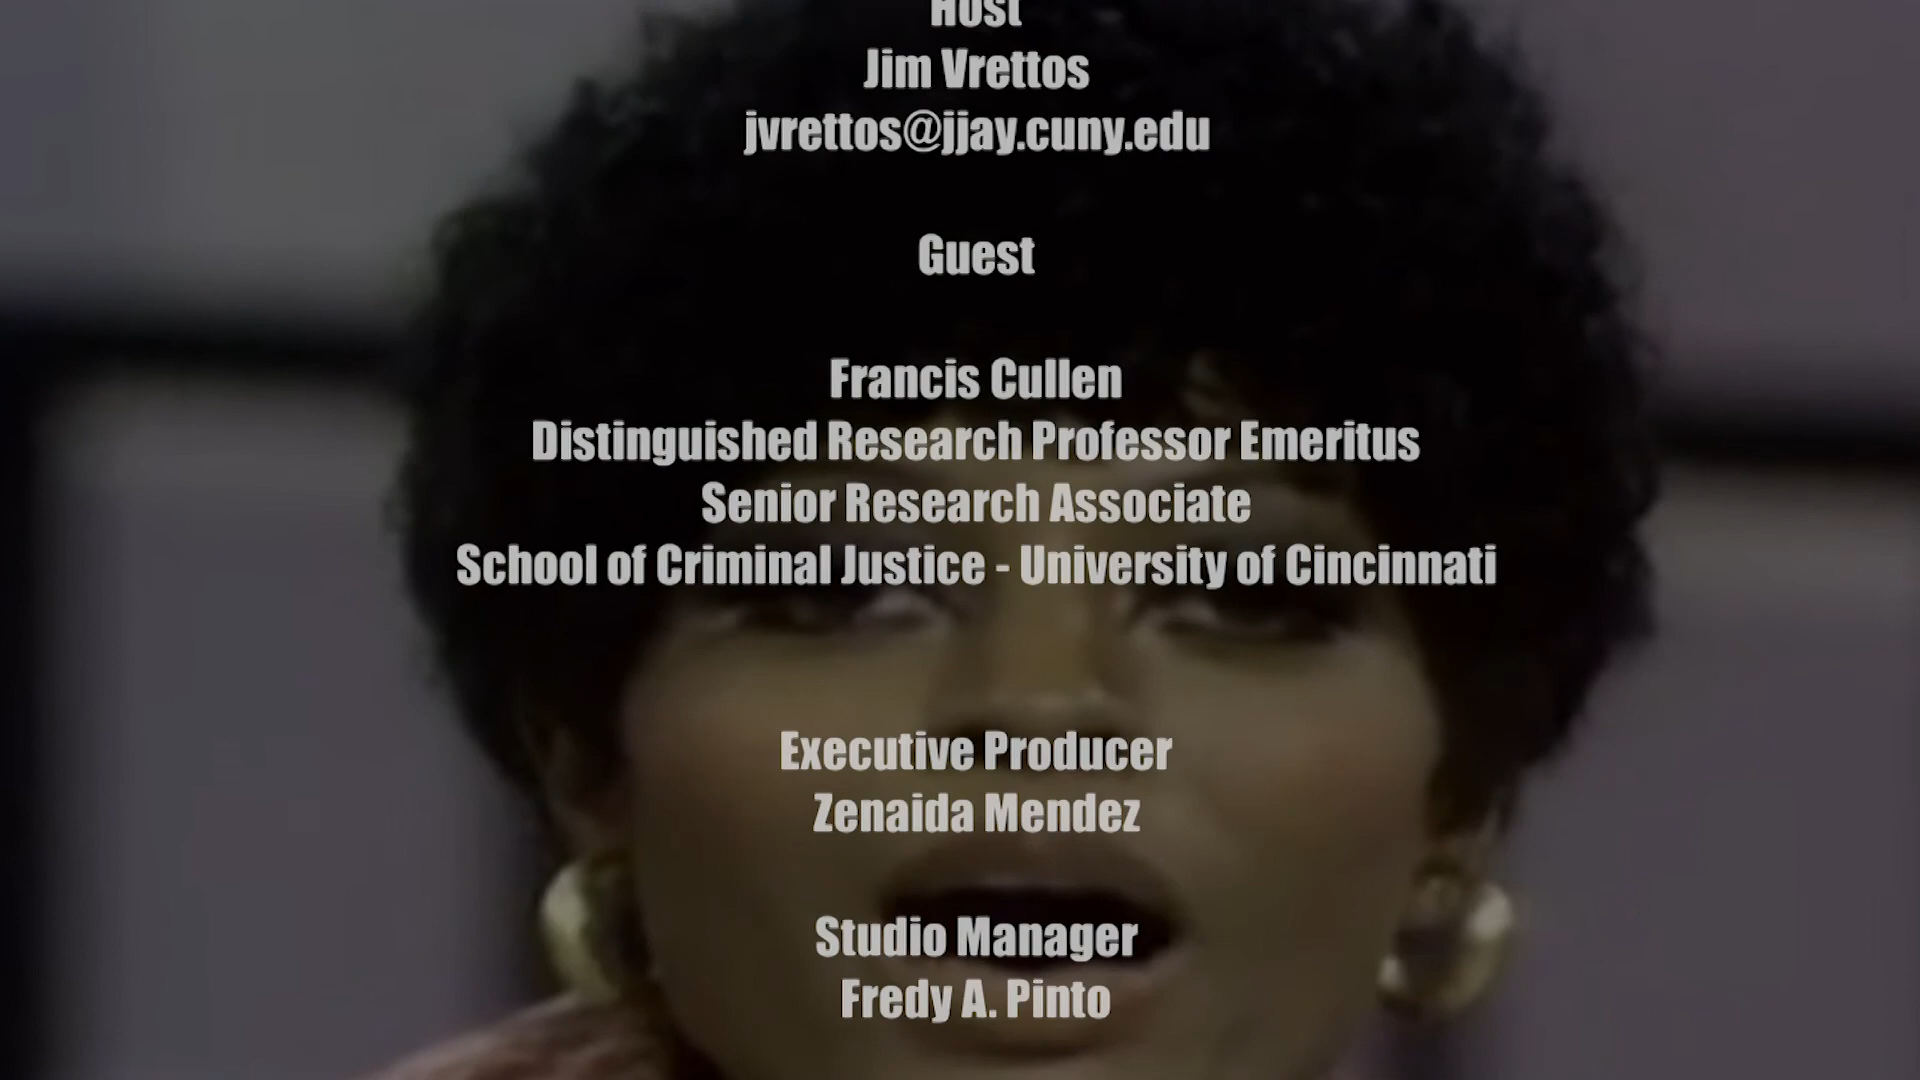 Host
Jim Vrettos
jvrettos@jjay.cuny.edu
Guest
Francis Cullen
Distinguished Research Professor Emeritus
Senior Research Associate
School of Criminal Justice - University of Cincinnati
Executive Producer
Zenaida Mendez
Studio Manager
Fredy A. Pinto